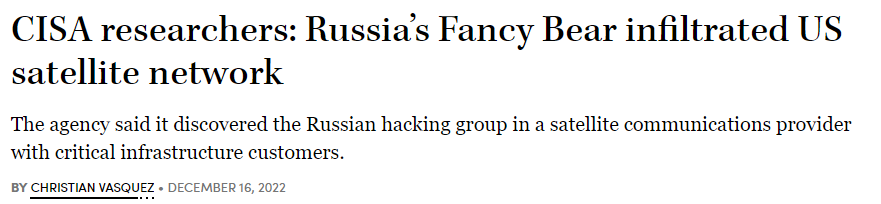 CISA researchers: Russia’s Fancy Bear infiltrated US
satellite network
The agency said it discovered the Russian hacking group in a satellite communications provider
with critical infrastructure customers.
BY CHRISTIAN VASQUEZ • DECEMBER 16, 2022